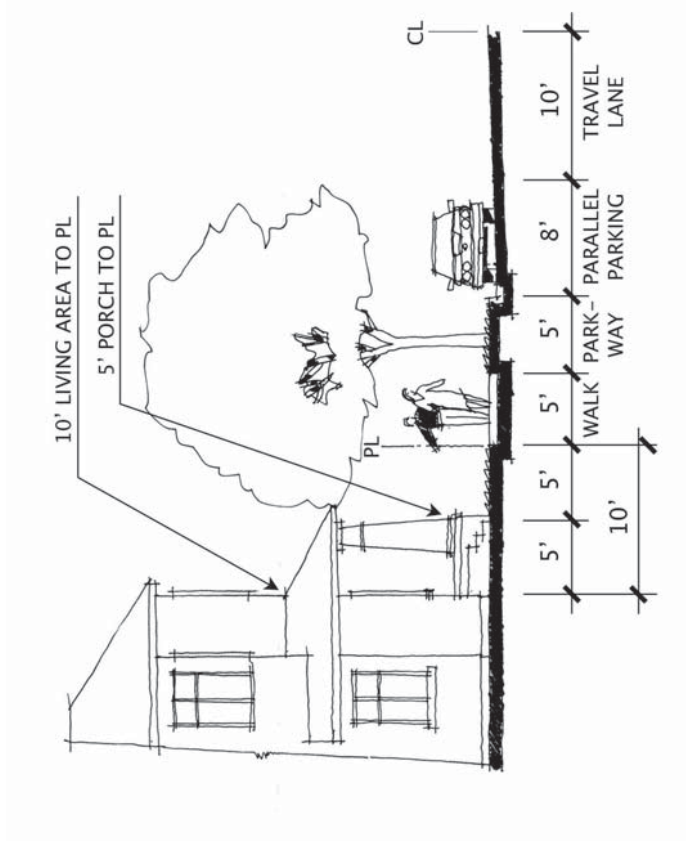 10' LIVING AREA TO PL
5' PORCH TO PL
PL
CL
5'
5'
5'
5'
8'
10'
WALK
PARK-
WAY
PARALLEL
PARKING
TRAVEL
LANE
10'